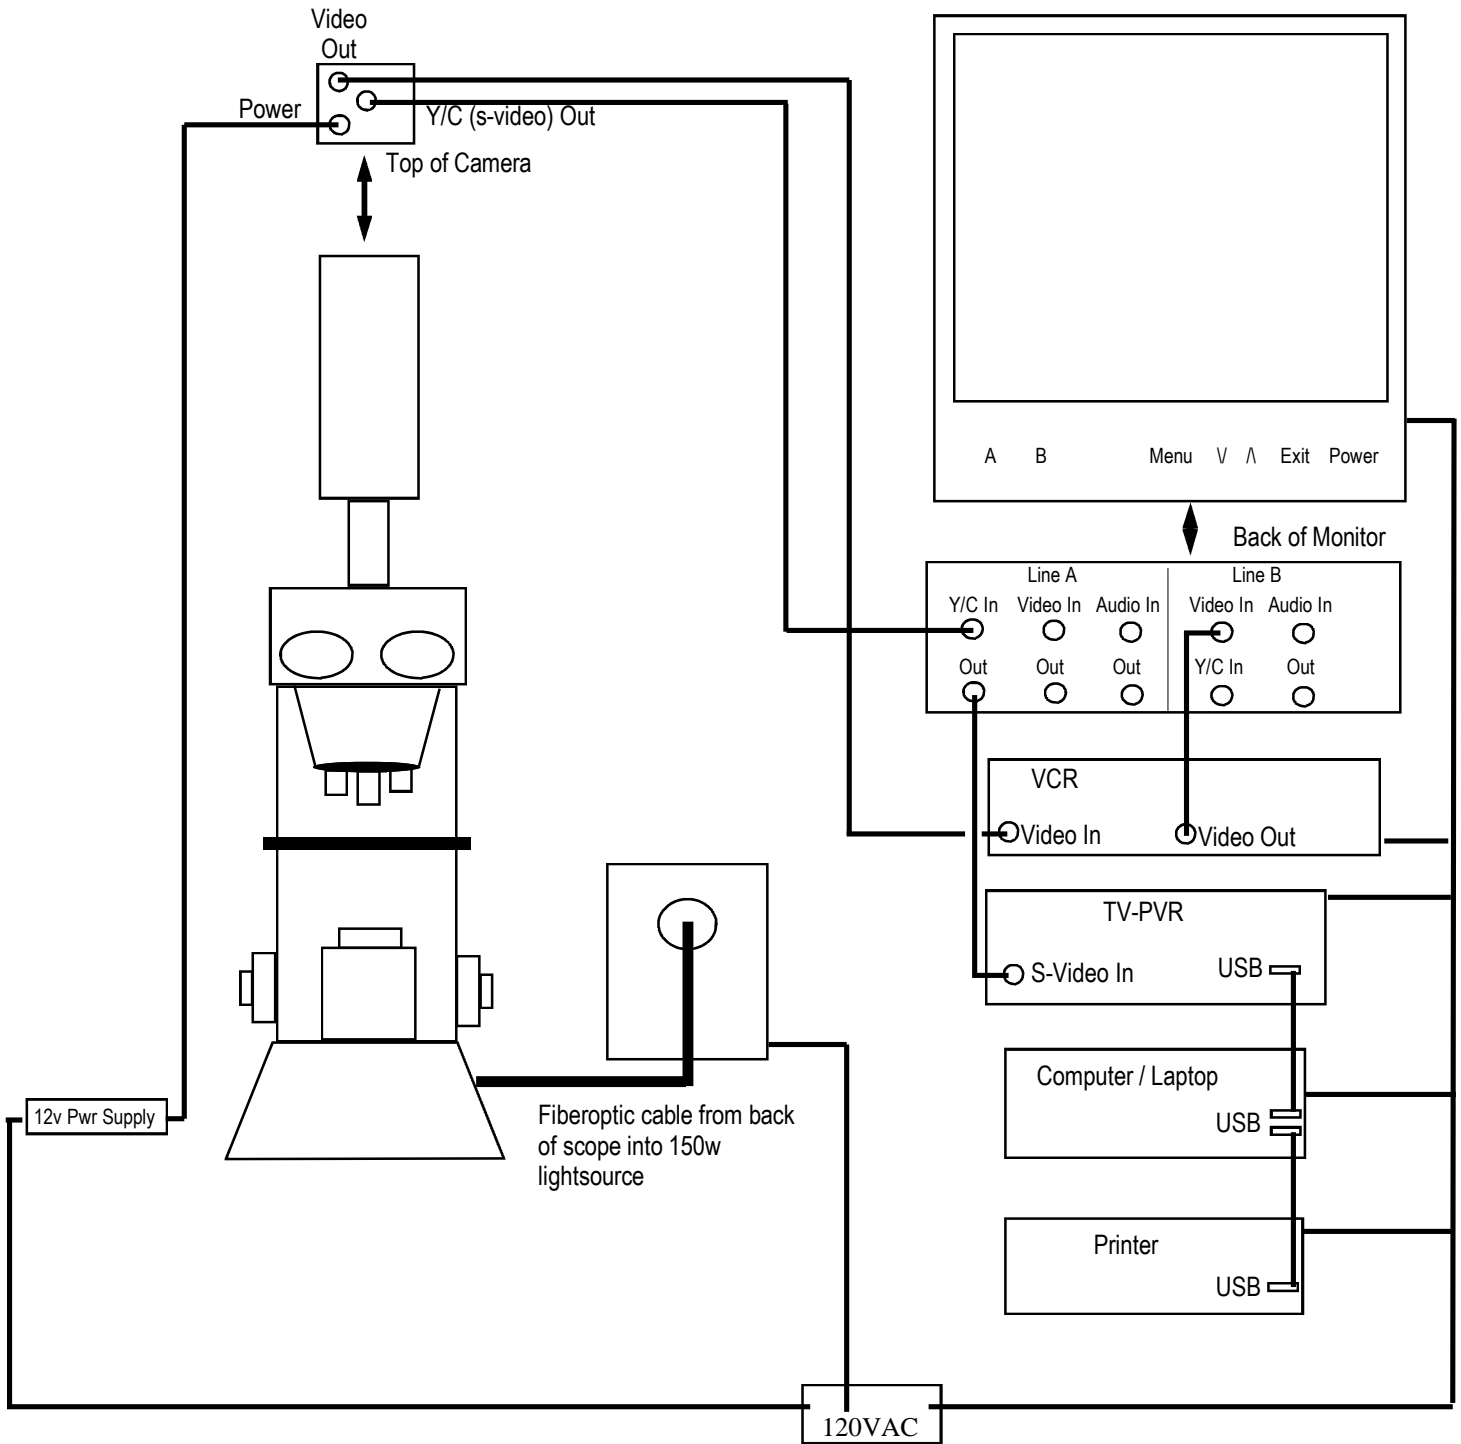 Video
Out
Power
Y/C (s-video) Out
Top of Camera
A B Menu \/ /\ Exit Power
Back of Monitor
Line A Line B
Y/C In Video In Audio In Video In Audio In
Out Out Out Y/C In Out
VCR
Video In Video Out
TV-PVR
S-Video In USB
Computer / Laptop
USB
12v Pwr Supply
Fiberoptic cable from back
of scope into 150w
lightsource
Printer
USB
120VAC